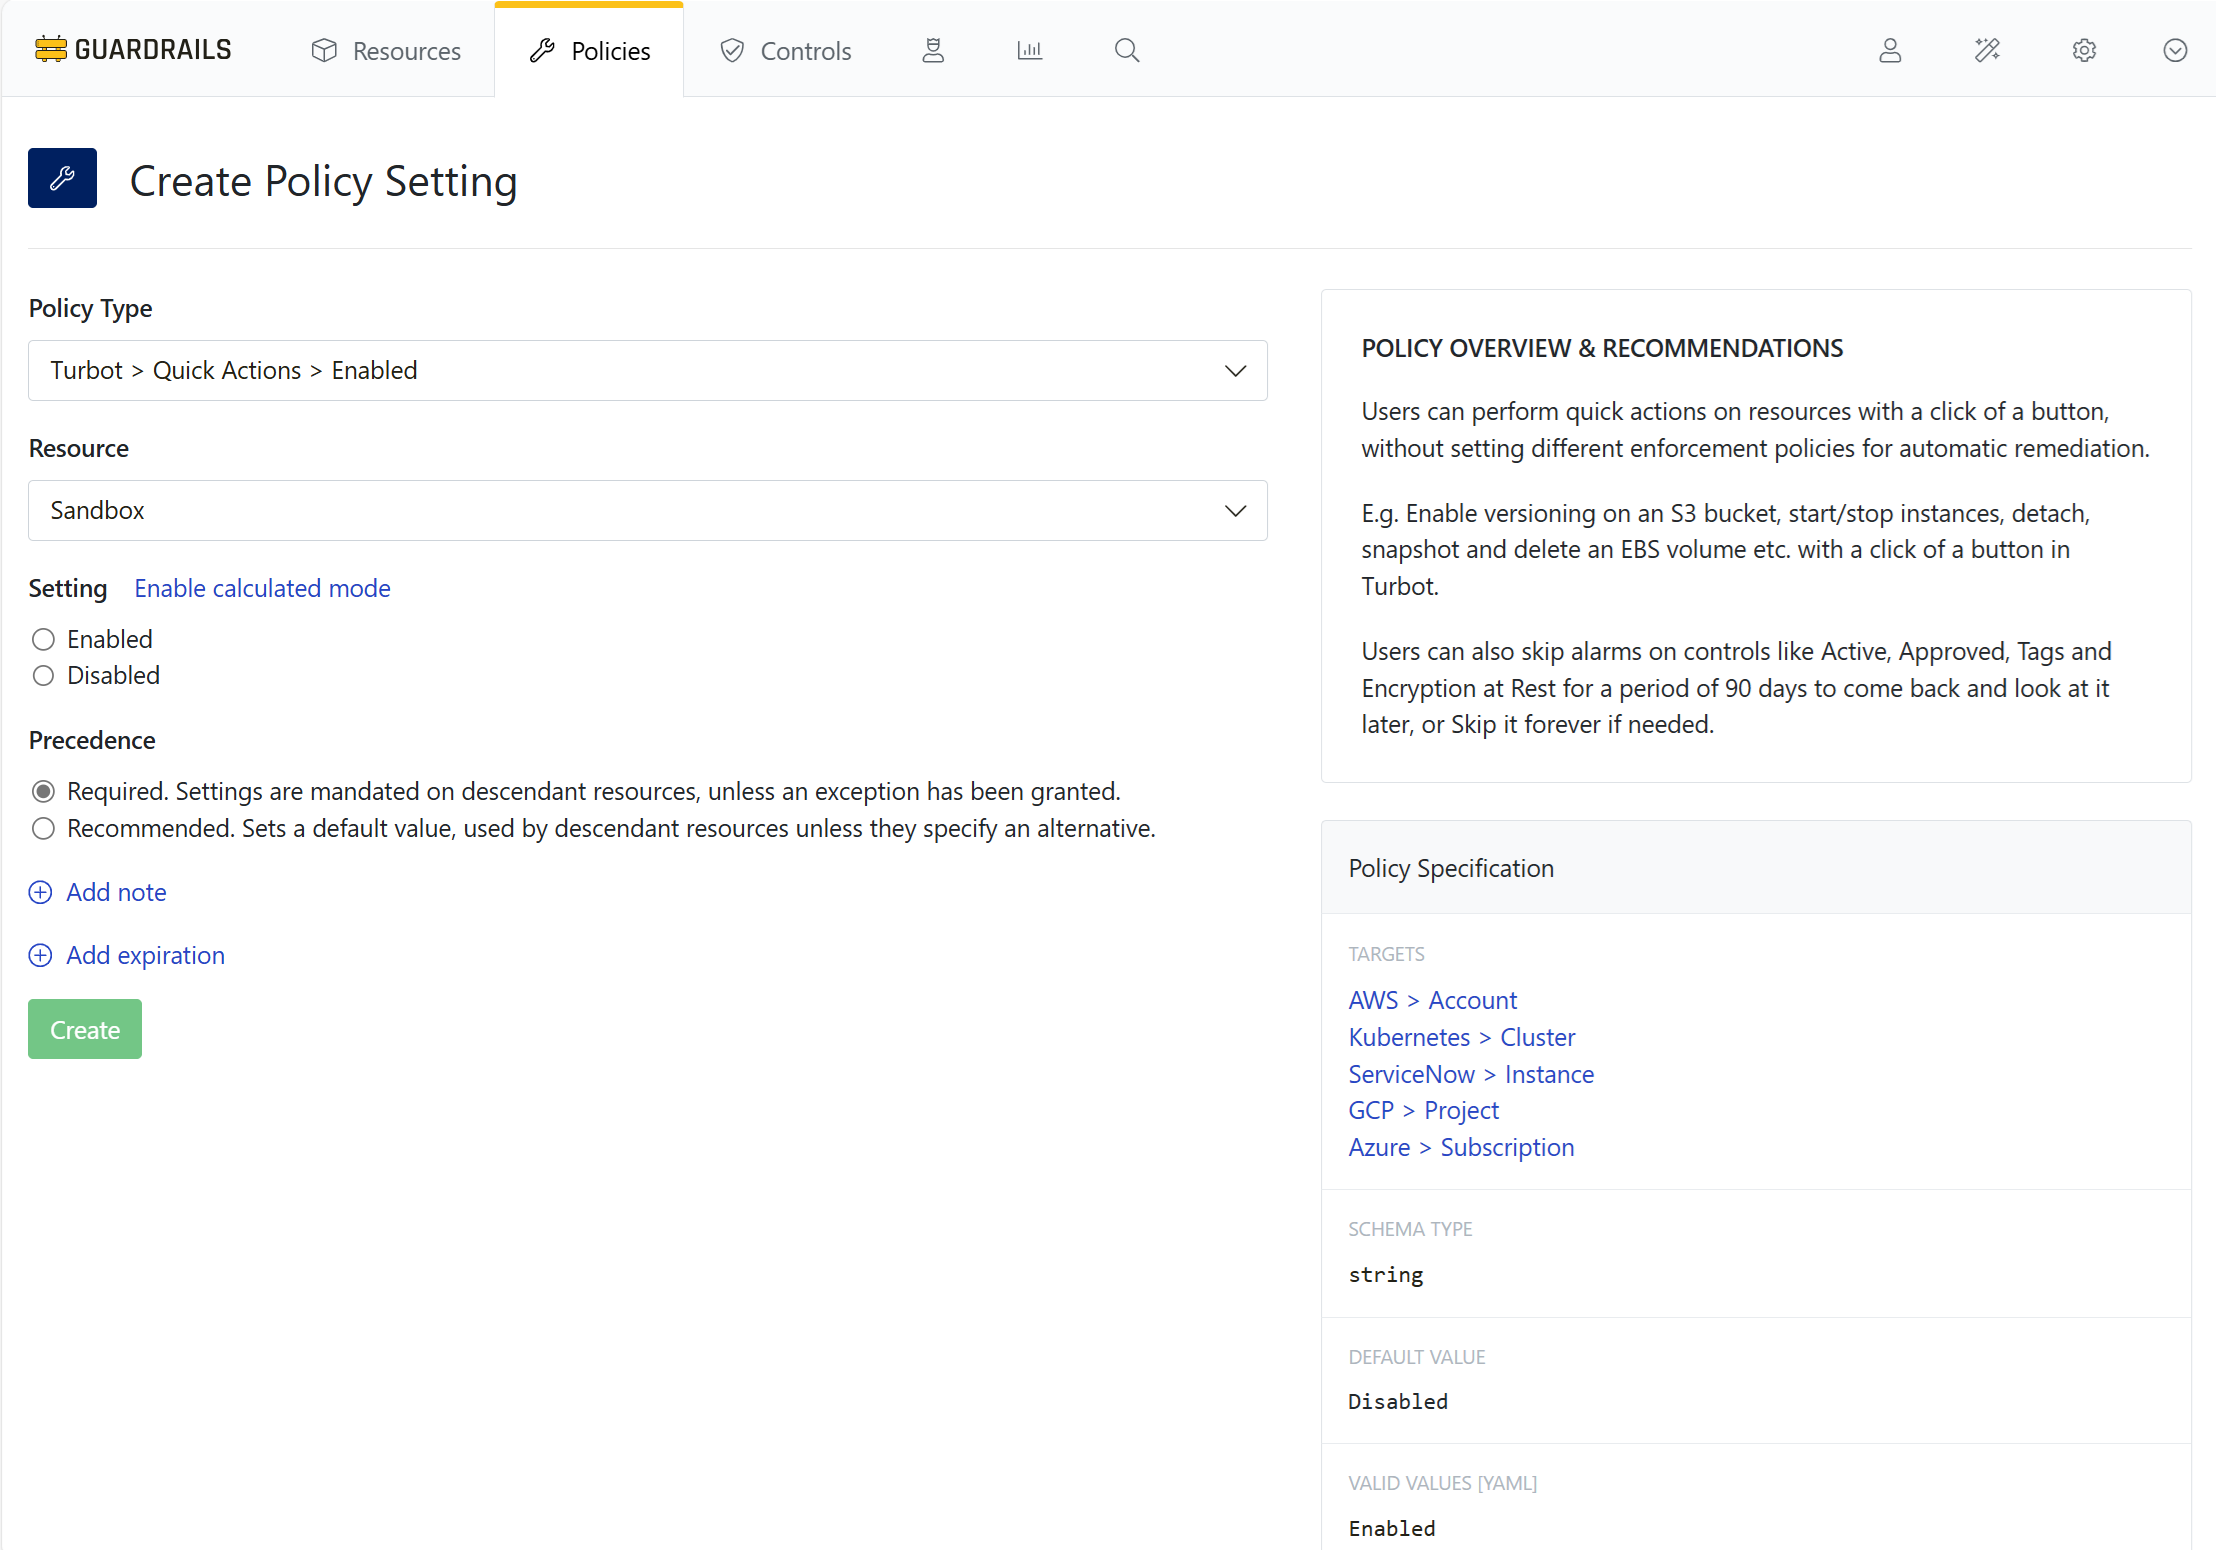 GUARDRAILS
Resources
Policies
Controls
Create Policy Setting
Policy Type
Turbot > Quick Actions > Enabled
Resource
Sandbox
Setting Enable calculated mode
Enabled
Disabled
Precedence
Required. Settings are mandated on descendant resources, unless an exception has been granted.
Recommended. Sets a default value, used by descendant resources unless they specify an alternative.
Add note
Add expiration
Create
POLICY OVERVIEW & RECOMMENDATIONS
Users can perform quick actions on resources with a click of a button,
without setting different enforcement policies for automatic remediation.
E.g. Enable versioning on an S3 bucket, start/stop instances, detach,
snapshot and delete an EBS volume etc. with a click of a button in
Turbot.
Users can also skip alarms on controls like Active, Approved, Tags and
Encryption at Rest for a period of 90 days to come back and look at it
later, or Skip it forever if needed.
Policy Specification
TARGETS
AWS > Account
Kubernetes > Cluster
ServiceNow > Instance
GCP > Project
Azure > Subscription
SCHEMA TYPE
string
DEFAULT VALUE
Disabled
VALID VALUES [YAML]
Enabled